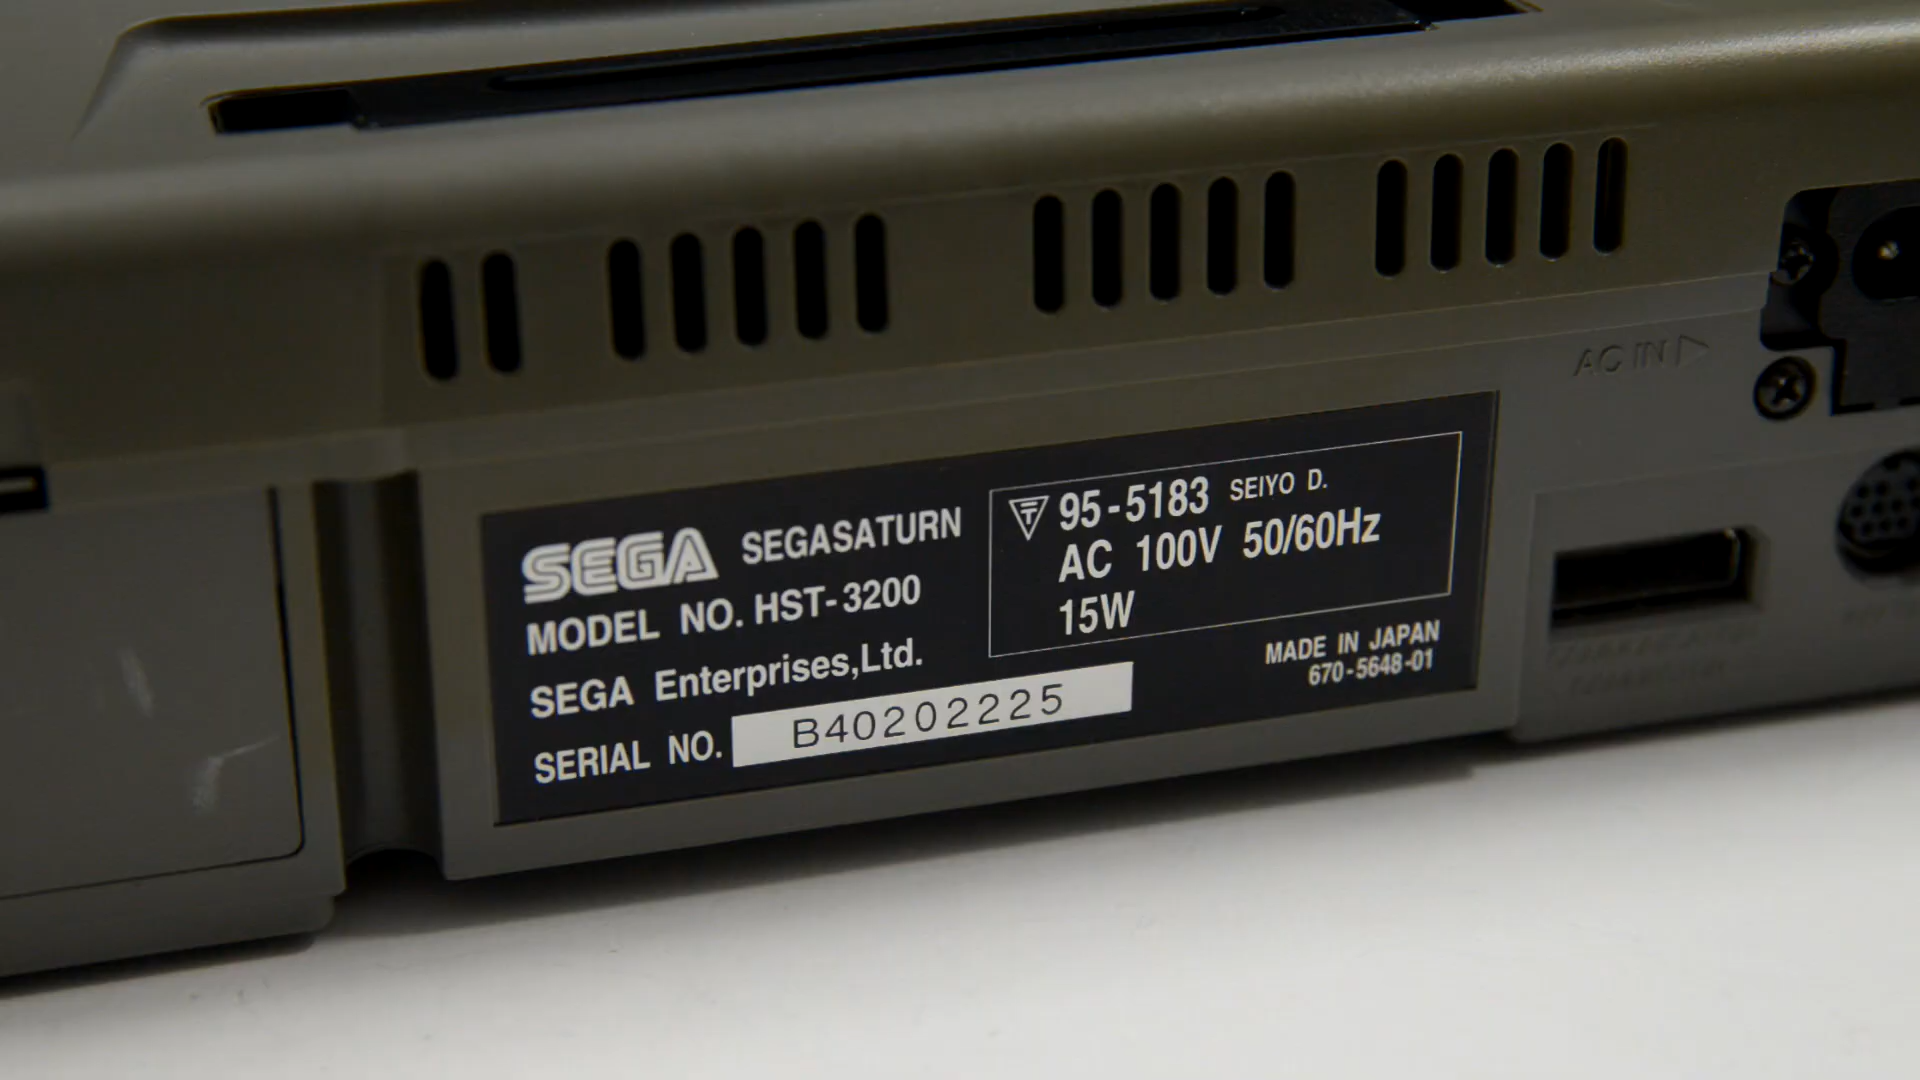 AC IN
SEGA SEGASATURN
MODEL NO. HST-3200
SEGA Enterprises,Ltd.
SERIAL NO. B40202225
95-5183 SEIYO D.
AC 100V 50/60Hz
15W
MADE IN JAPAN
670-5648-01